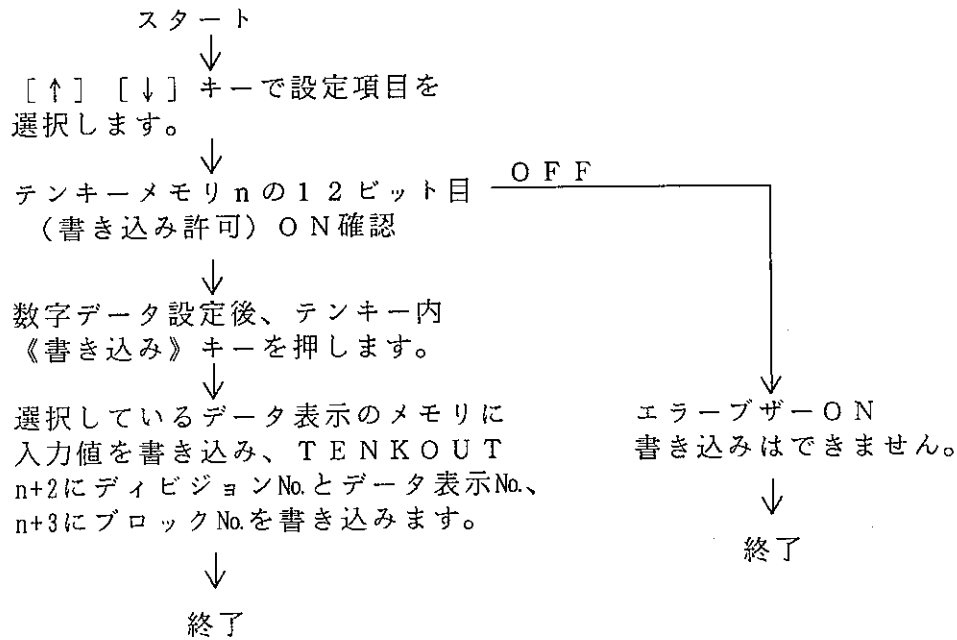 スタート
[↑] [↓] キーで設定項目を
選択します。
テンキーメモリnの12ビット目
OFF
(書き込み許可) ON確認
数字データ設定後、テンキー内
《書き込み》キーを押します。
選択しているデータ表示のメモリに
入力値を書き込み、TENKOUT
n+2にディビジョン№とデータ表示№、
n+3にブロック№を書き込みます。
終了
エラーブザーON
書き込みはできません。
終了